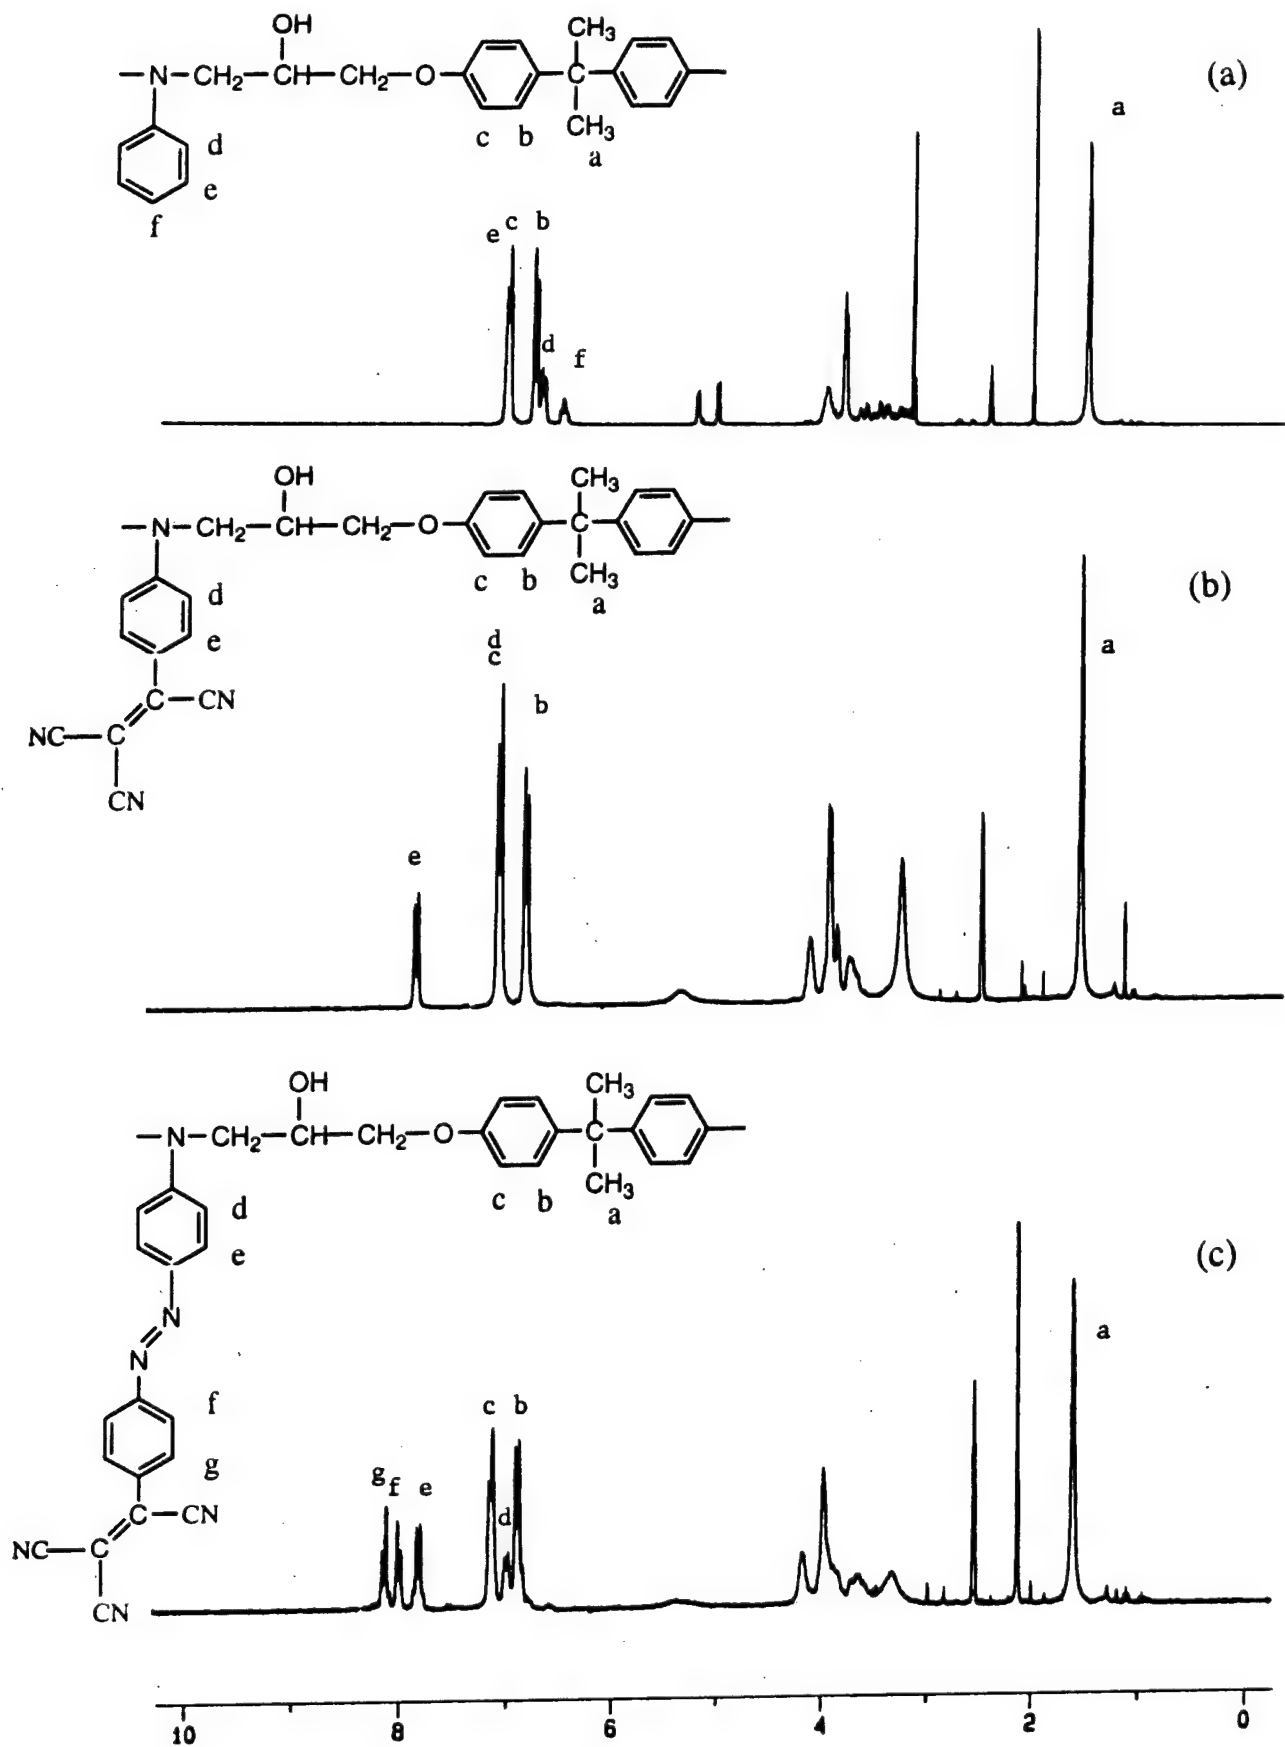 OH
CH3
(a)
—N—CH2—CH—CH2—O—
C
a
d
c
b
CH3
a
e
f
c b
e
d
f
OH
CH3
—N—CH2—CH—CH2—O—
C
(b)
d
c
b
CH3
a
e
d
c
a
C—CN
b
NC—C
CN
e
OH
CH3
—N—CH2—CH—CH2—O—
C
d
c
b
CH3
a
e
(c)
N
N
a
f
c b
g
g f
e
d
C—CN
NC—C
CN
10
8
6
4
2
0